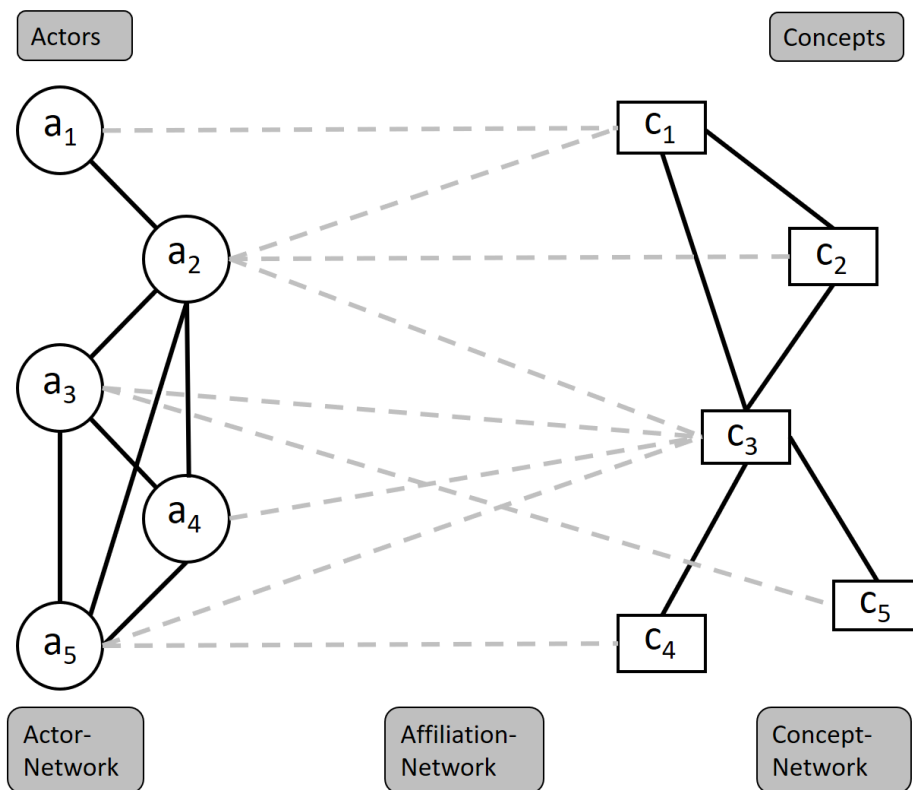 Actors
Concepts
a1
c1
a2
c2
a3
c3
a4
c5
a5
c4
Actor-
Network
Affiliation-
Network
Concept-
Network